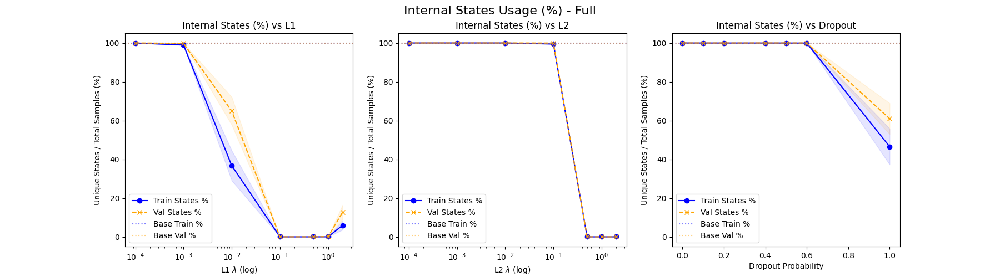 Internal States Usage (%) - Full
Internal States (%) vs L1
Unique States / Total Samples (%)
100
80
60
40
20
0
Train States %
Val States %
Base Train %
Base Val %
10⁻⁴ 10⁻³ 10⁻² 10⁻¹ 10⁰
L1 λ (log)
Internal States (%) vs L2
Unique States / Total Samples (%)
100
80
60
40
20
0
Train States %
Val States %
Base Train %
Base Val %
10⁻⁴ 10⁻³ 10⁻² 10⁻¹ 10⁰
L2 λ (log)
Internal States (%) vs Dropout
Unique States / Total Samples (%)
100
80
60
40
20
0
Train States %
Val States %
Base Train %
Base Val %
0.0 0.2 0.4 0.6 0.8 1.0
Dropout Probability